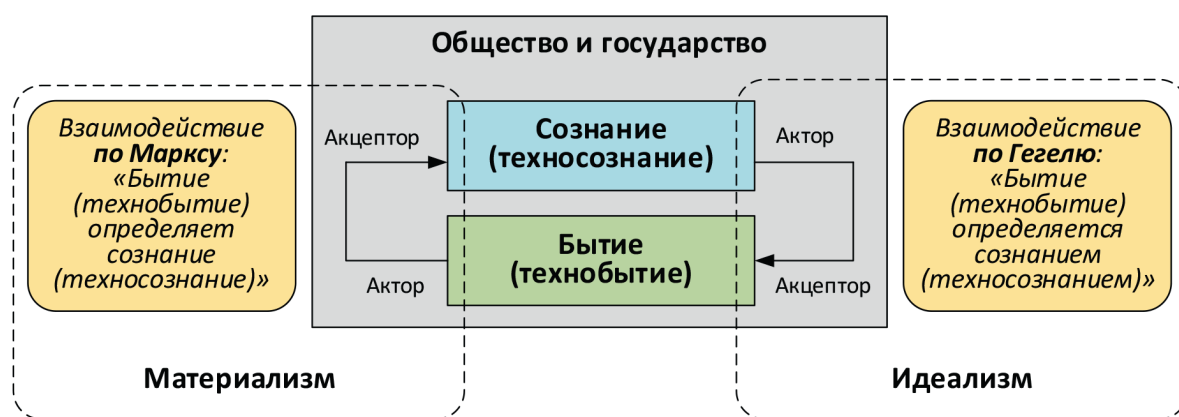 Общество и государство
Взаимодействие
по Марксу:
«Бытие
(технобытие)
определяет
сознание
(техносознание)»
Акцептор
Актор
Сознание
(техносознание)
Бытие
(технобытие)
Актор
Акцептор
Взаимодействие
по Гегелю:
«Бытие
(технобытие)
определяется
сознанием
(техносознанием)»
Материализм
Идеализм